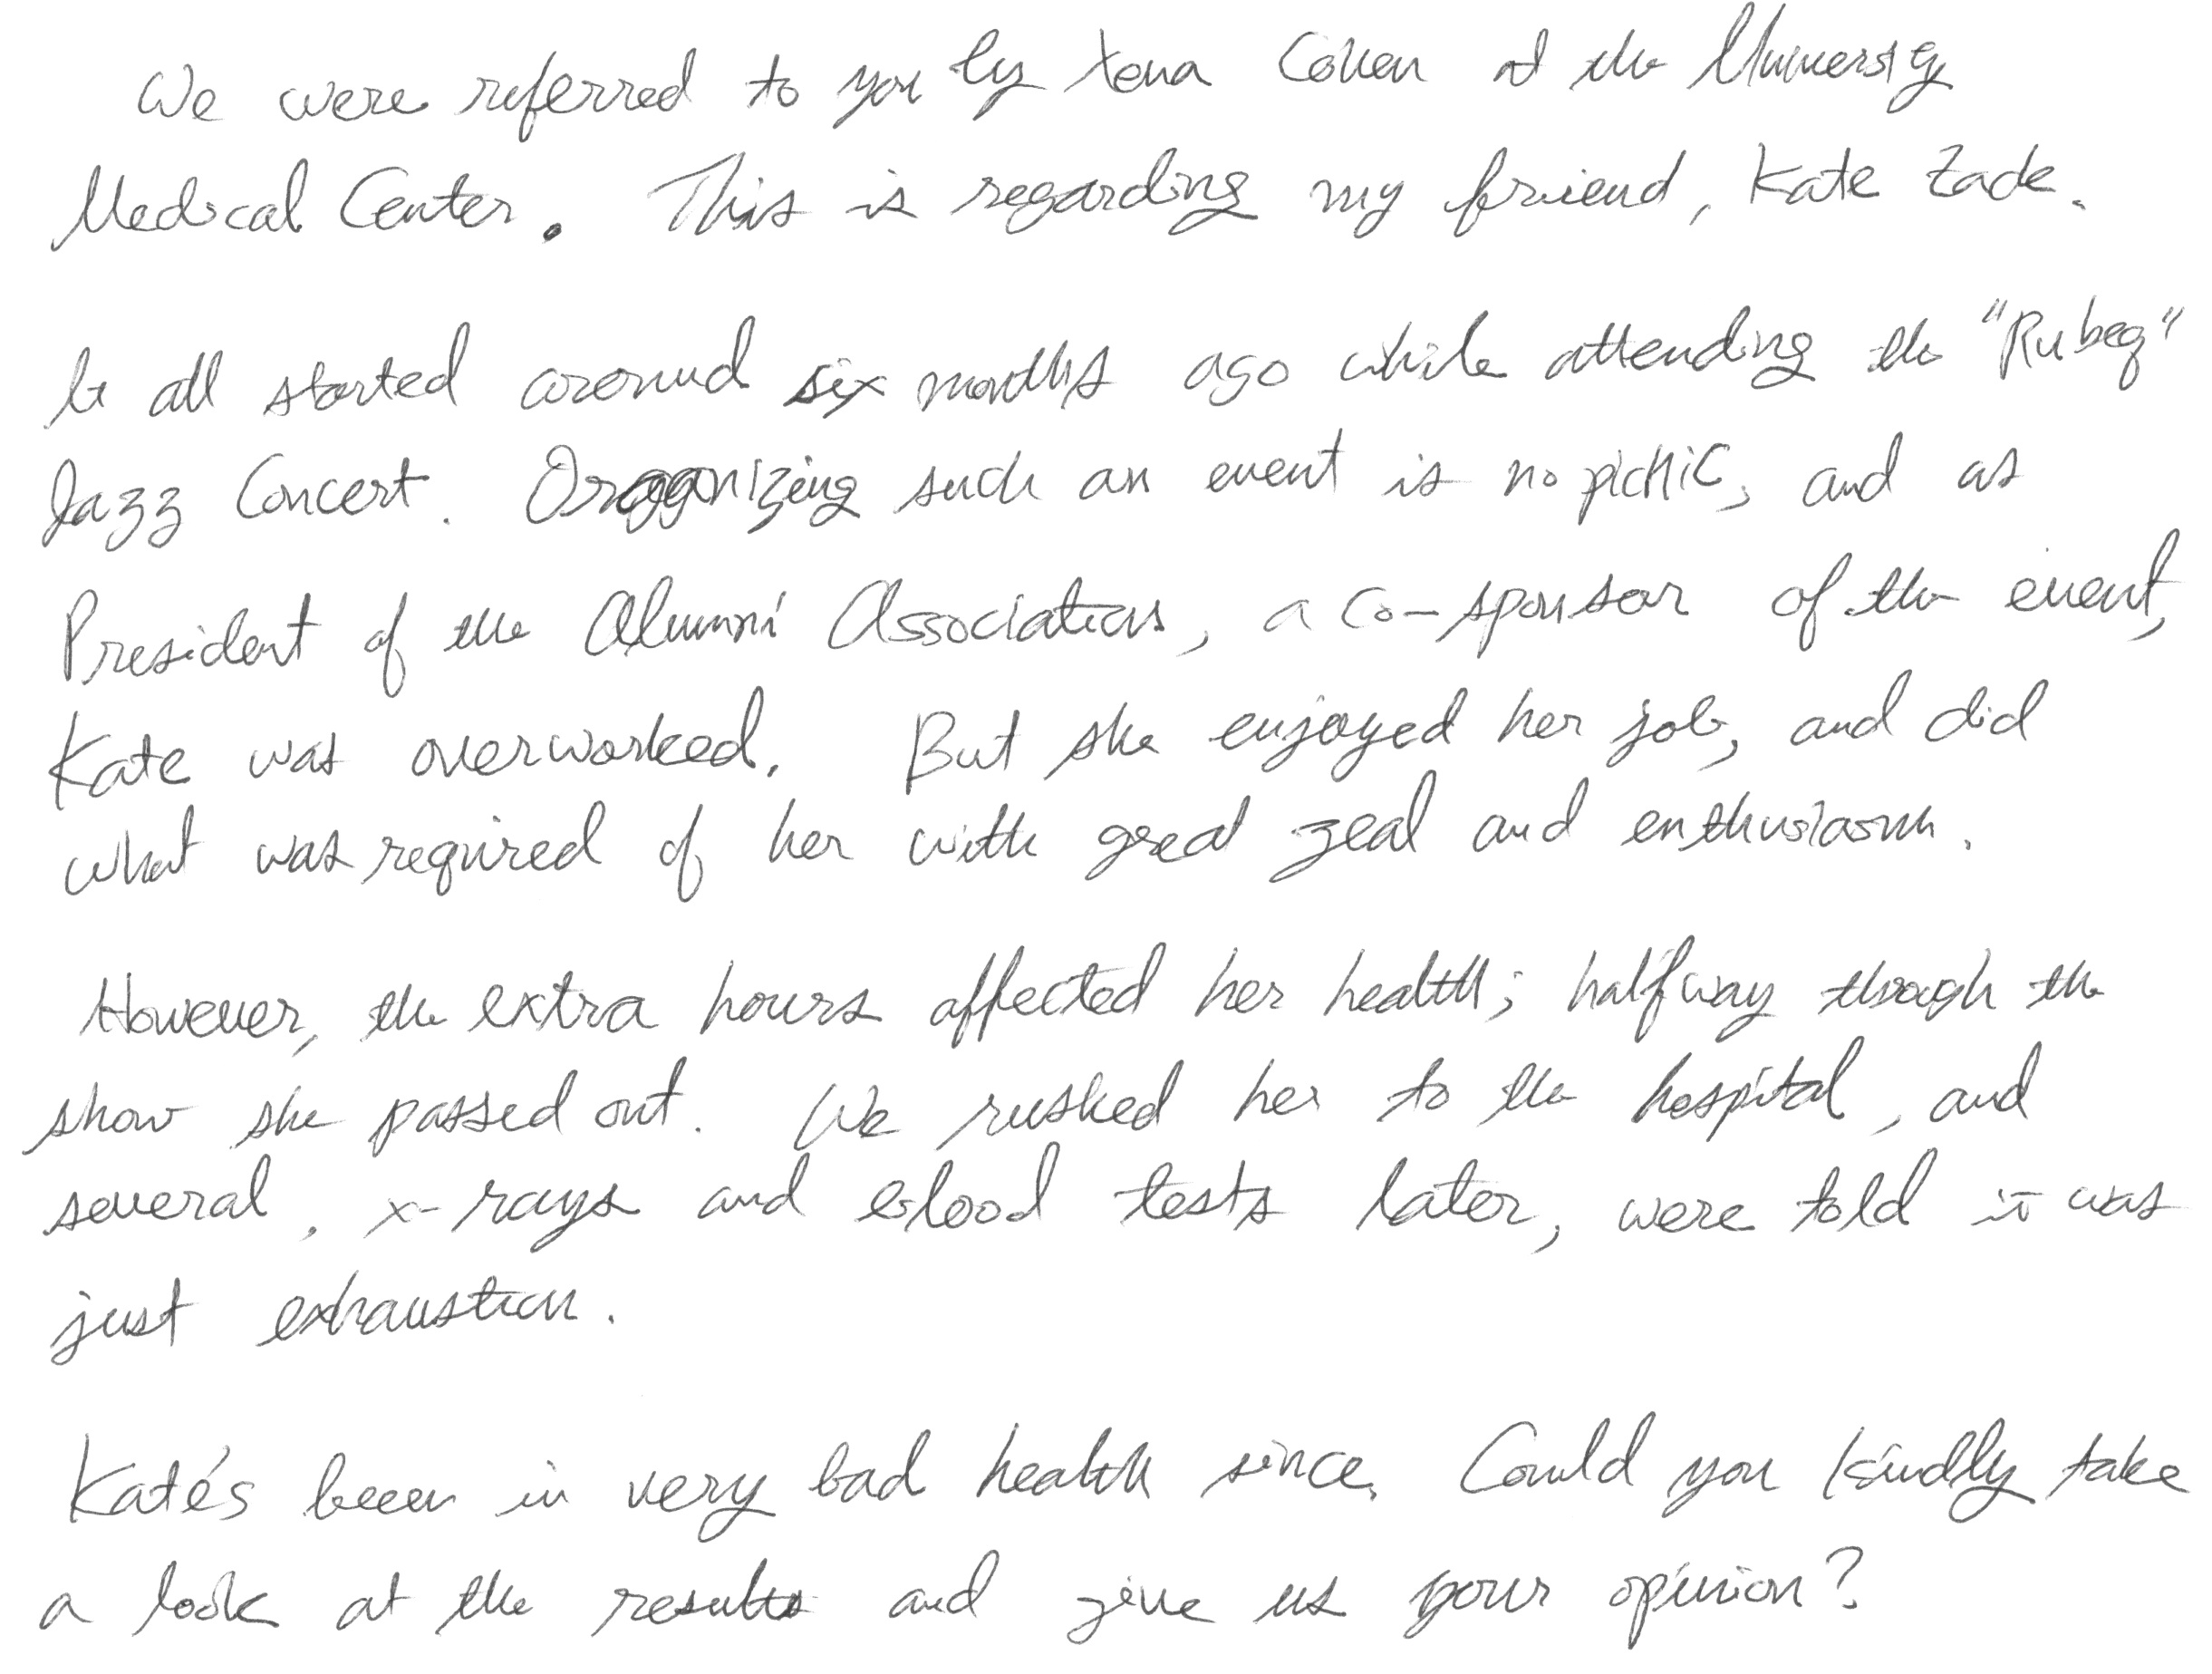 We were referred to you by Xena Cohen at the University
Medical Center. This is regarding my friend, Kate Zack.
It all started around six months ago while attending the "Rubeq"
Jazz Concert. Organizing such an event is no picnic, and as
President of the Alumni Association, a co-sponsor of the event,
Kate was overworked. But she enjoyed her job, and did
what was required of her with great zeal and enthusiasm.
However, the extra hours affected her health; halfway through the
show she passed out. We rushed her to the hospital, and
several, x-rays and blood tests later, were told it was
just exhaustion.
Kate's been in very bad health since. Could you kindly take
a look at the results and give us your opinion?